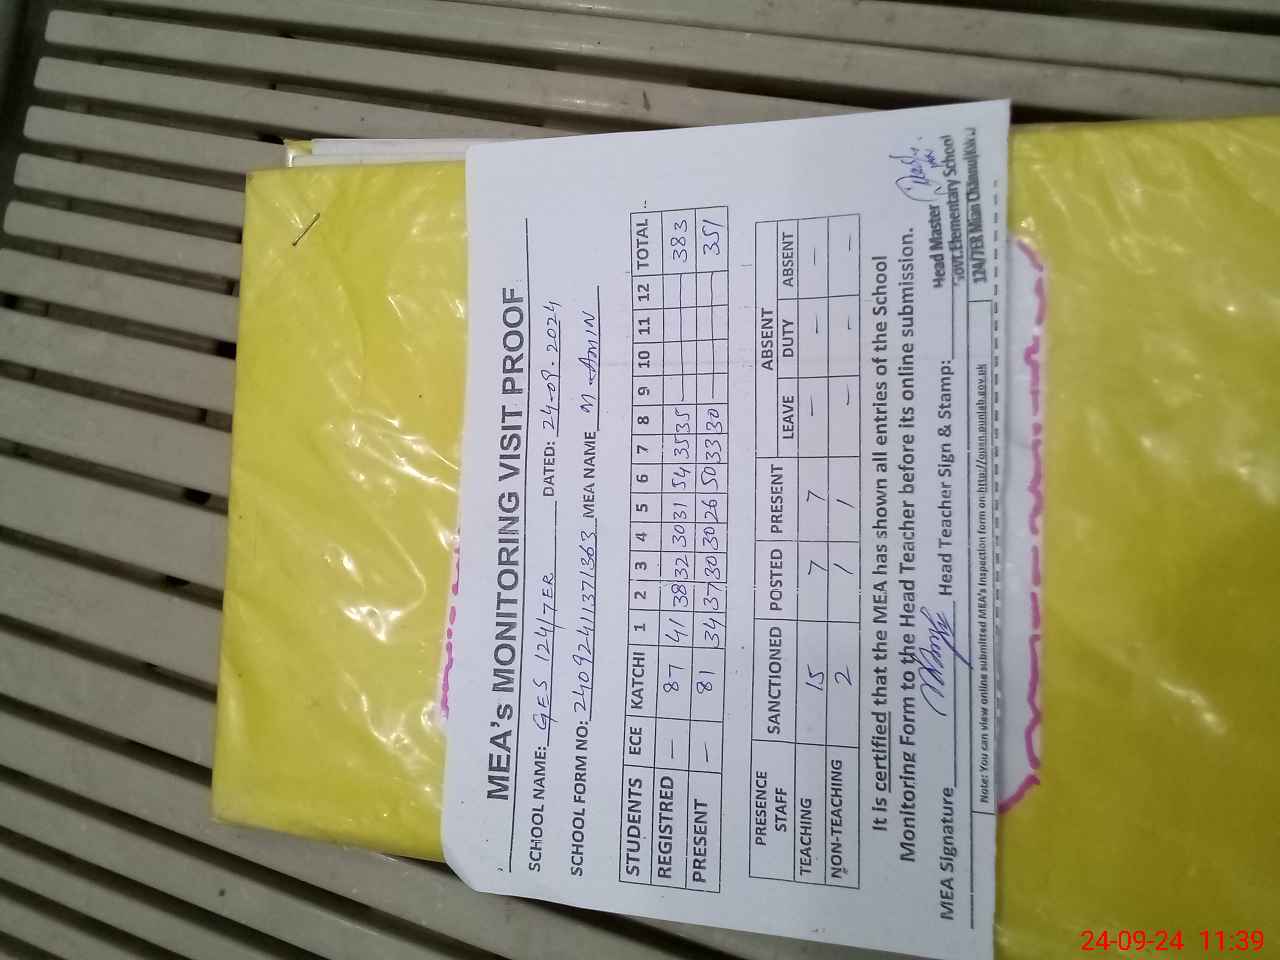 MEA's MONITORING VISIT PROOF
SCHOOL NAME: GES 124/7ER DATED: 24-09-2024
SCHOOL FORM NO: 24092411371363 MEA NAME M-AMIN
STUDENTS ECE KATCHI 1 2 3 4 5 6 7 8 9 10 11 12 TOTAL
REGISTRED — 87 41 38 32 30 31 54 35 35 — 383
PRESENT — 81 34 37 30 30 26 50 33 30 — 351
PRESENCE STAFF SANCTIONED POSTED PRESENT ABSENT
LEAVE DUTY ABSENT
TEACHING 15 7 7 — — —
NON-TEACHING 2 1 1 — — —
It is certified that the MEA has shown all entries of the School
Monitoring Form to the Head Teacher before its online submission.
MEA Signature Head Teacher Sign & Stamp:
Head Master
Govt. Elementary School
124/7ER Mian Channu
Note: You can view online submitted MEA's Inspection form on: http://open.punjab.gov.pk
24-09-24 11:39